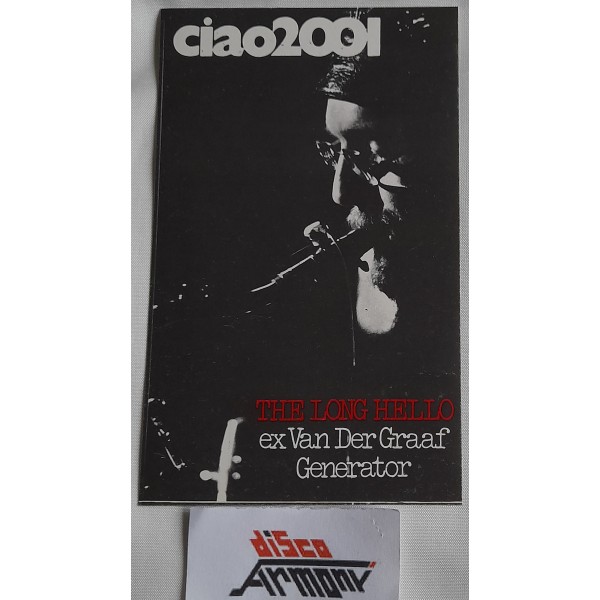 ciao2001
THE LONG HELLO
ex Van Der Graaf
Generator
disco
Armony